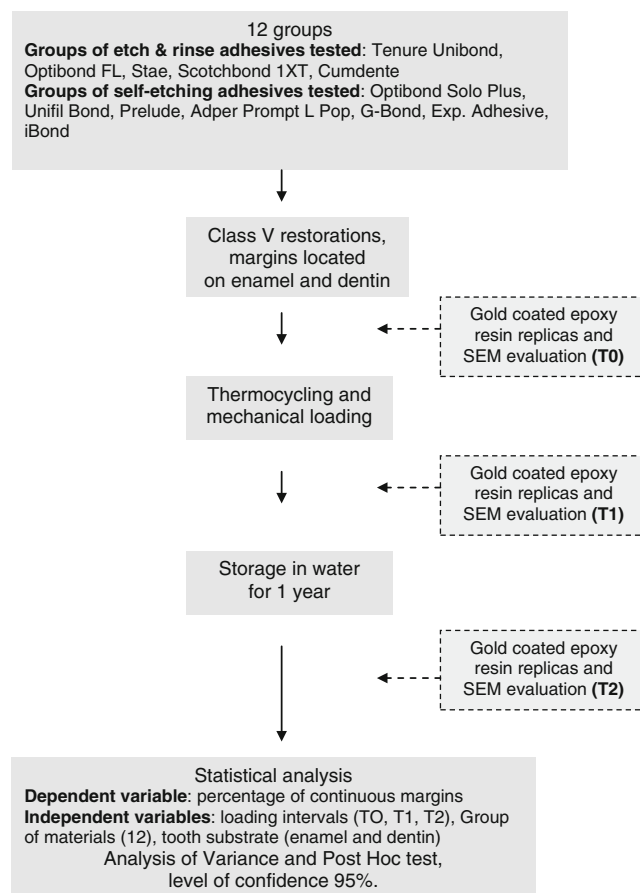 12 groups
Groups of etch & rinse adhesives tested: Tenure Unibond,
Optibond FL, Stae, Scotchbond 1XT, Cumdente
Groups of self-etching adhesives tested: Optibond Solo Plus,
Unifil Bond, Prelude, Adper Prompt L Pop, G-Bond, Exp. Adhesive,
iBond
Class V restorations,
margins located
on enamel and dentin
Gold coated epoxy
resin replicas and
SEM evaluation (T0)
Thermocycling and
mechanical loading
Gold coated epoxy
resin replicas and
SEM evaluation (T1)
Storage in water
for 1 year
Gold coated epoxy
resin replicas and
SEM evaluation (T2)
Statistical analysis
Dependent variable: percentage of continuous margins
Independent variables: loading intervals (TO, T1, T2), Group
of materials (12), tooth substrate (enamel and dentin)
Analysis of Variance and Post Hoc test,
level of confidence 95%.